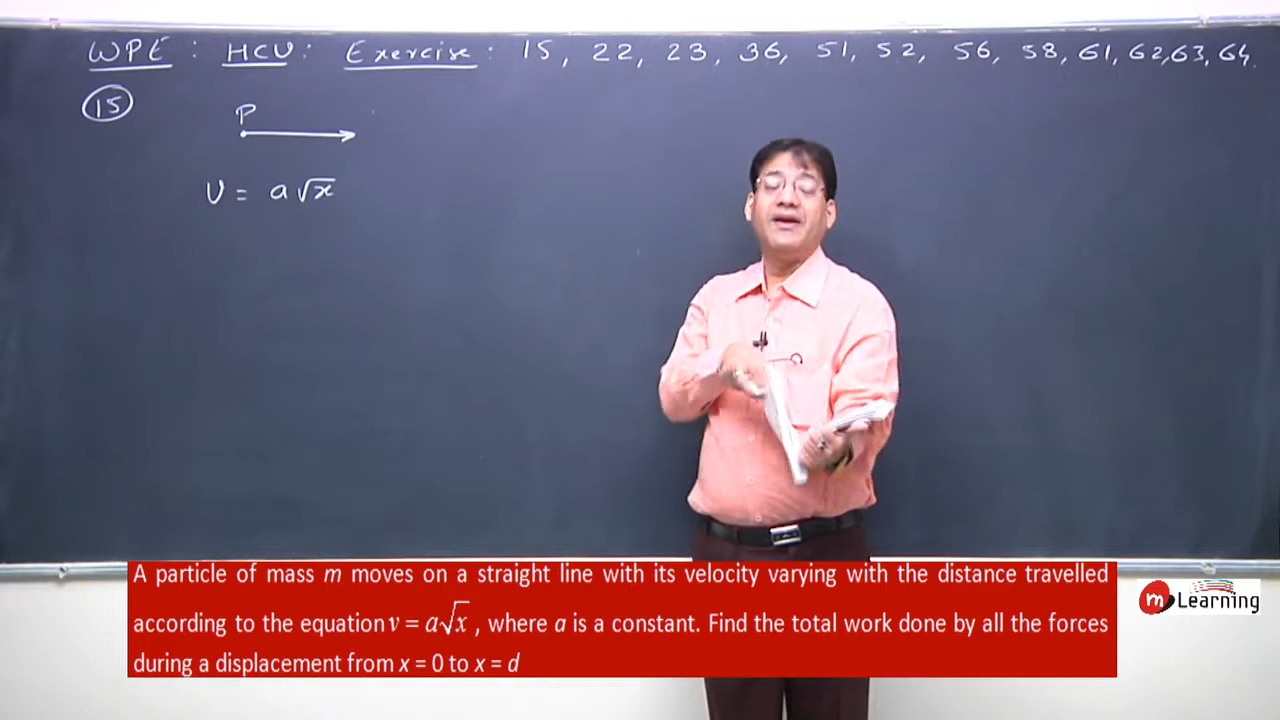 WPE : HCV : Exercise : 15, 22, 23, 36, 51, 52, 56, 58, 61, 62, 63, 64.
15
P
v = a√x
A particle of mass m moves on a straight line with its velocity varying with the distance travelled
according to the equation v = a√x, where a is a constant. Find the total work done by all the forces
during a displacement from x = 0 to x = d
m Learning